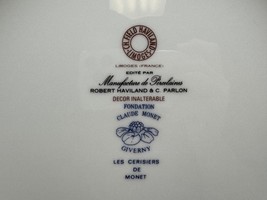 LIMOGES (FRANCE)
EDITÉ PAR
Manufacture de Porcelaine
ROBERT HAVILAND & C. PARLON
DECOR INALTERABLE
FONDATION
CLAUDE MONET
GIVERNY
LES CERISIERS
DE
MONET